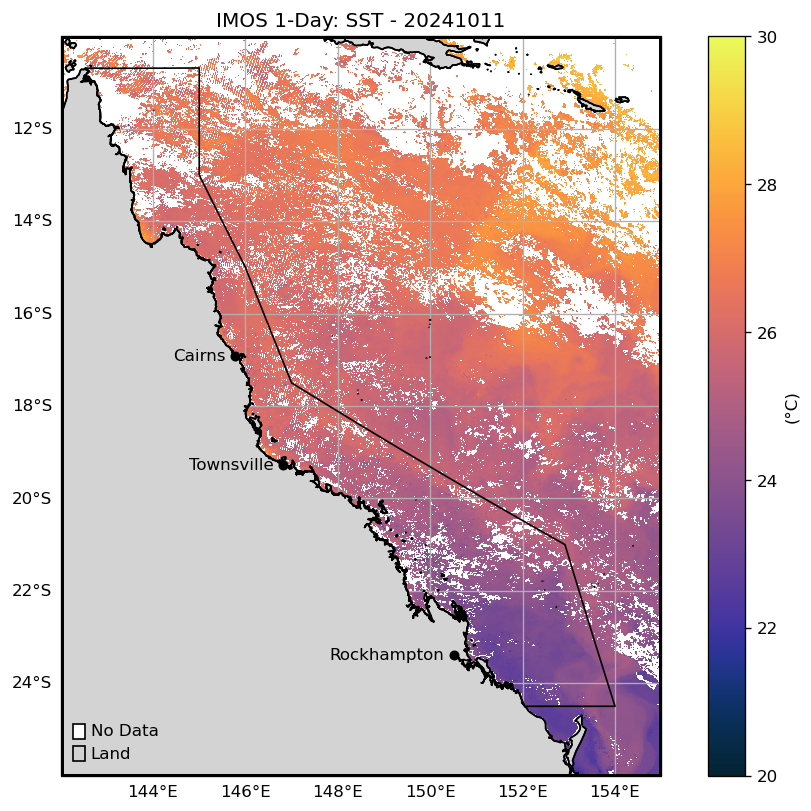 IMOS 1-Day: SST - 20241011
12°S
14°S
16°S
18°S
20°S
22°S
24°S
Cairns
Townsville
Rockhampton
No Data
Land
144°E 146°E 148°E 150°E 152°E 154°E
30
28
26
24
22
20
(°C)